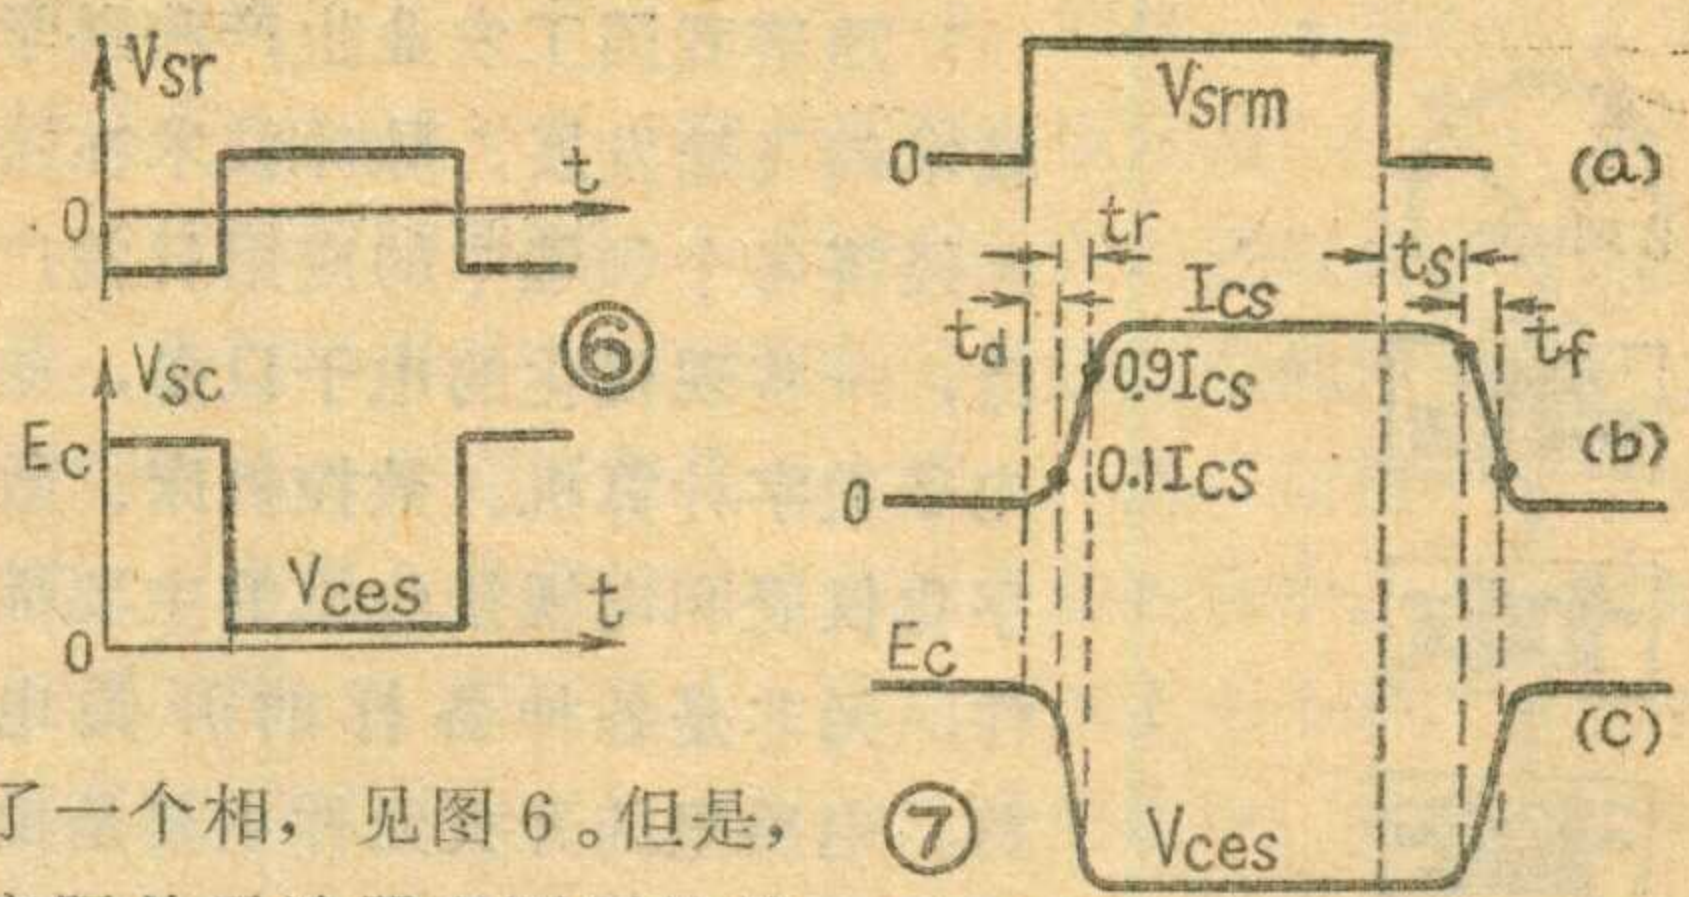 Vsr
t
0
⑥
Vsc
Ec
Vces
t
0
Vsrm
0
(a)
tr
ts
Ics
td
tf
0.9Ics
0.1Ics
(b)
0
Ec
(c)
Vces
⑦
了一个相，见图 6。但是，